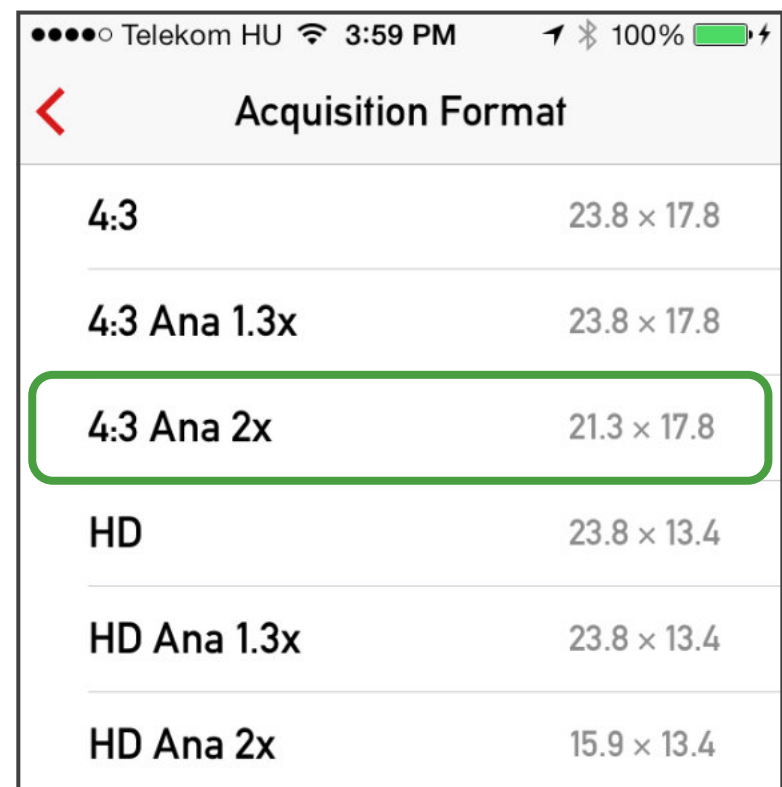 Telekom HU 3:59 PM 100%
Acquisition Format
4:3 23.8 × 17.8
4:3 Ana 1.3x 23.8 × 17.8
4:3 Ana 2x 21.3 × 17.8
HD 23.8 × 13.4
HD Ana 1.3x 23.8 × 13.4
HD Ana 2x 15.9 × 13.4